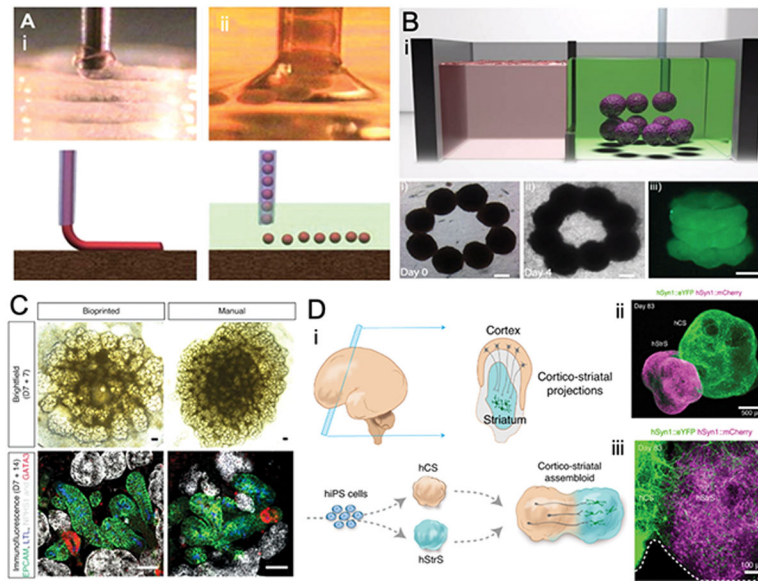 A
i
ii
B
i
i)
ii)
iii)
Day 0
Day 4
C
Bioprinted
Manual
Brightfield
(D7 + 7)
Immunofluorescence (D7 + 14)
EPCAM, LTL,
GATA3
D
i
Cortex
Cortico-striatal
projections
Striatum
hiPS cells
hCS
hStrS
Cortico-striatal
assembloid
ii
hSyn1::eYFP hSyn1::mCherry
Day 83
hCS
hStrS
500 µm
iii
hSyn1::eYFP hSyn1::mCherry
Day 83
hCS
hStrS
100 µm